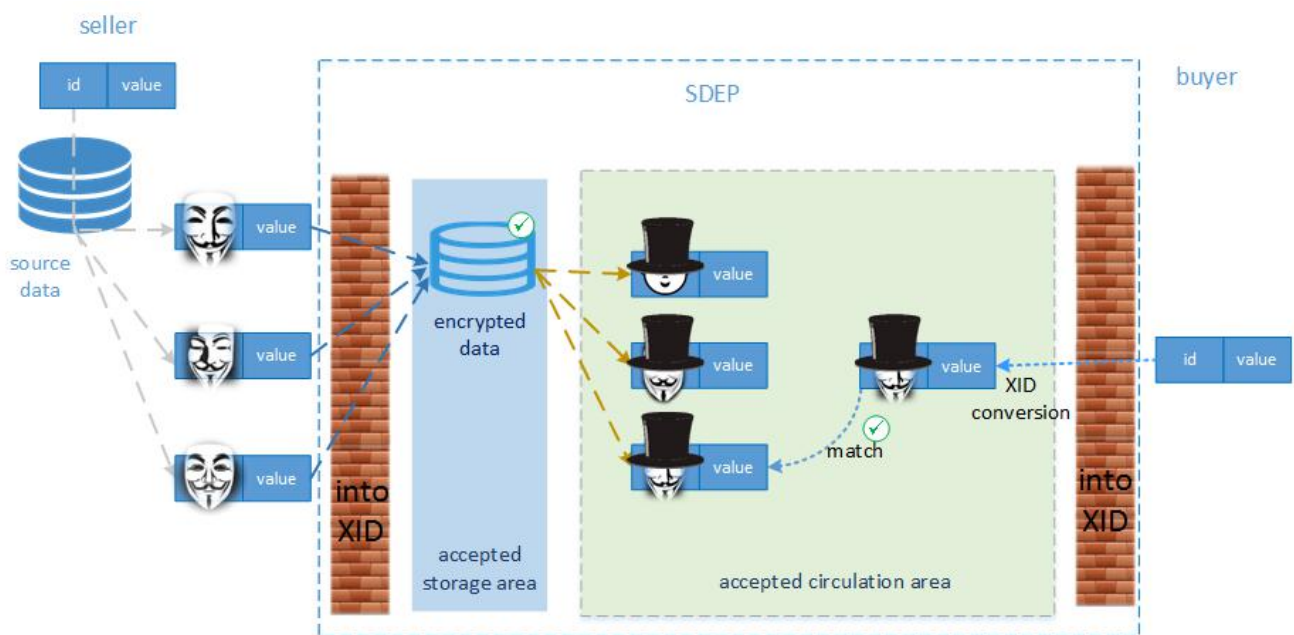 seller
id value
SDEP
buyer
source
data
value
value
value
into
XID
encrypted
data
accepted
storage area
value
value
value
value
match
XID
conversion
accepted circulation area
into
XID
id value